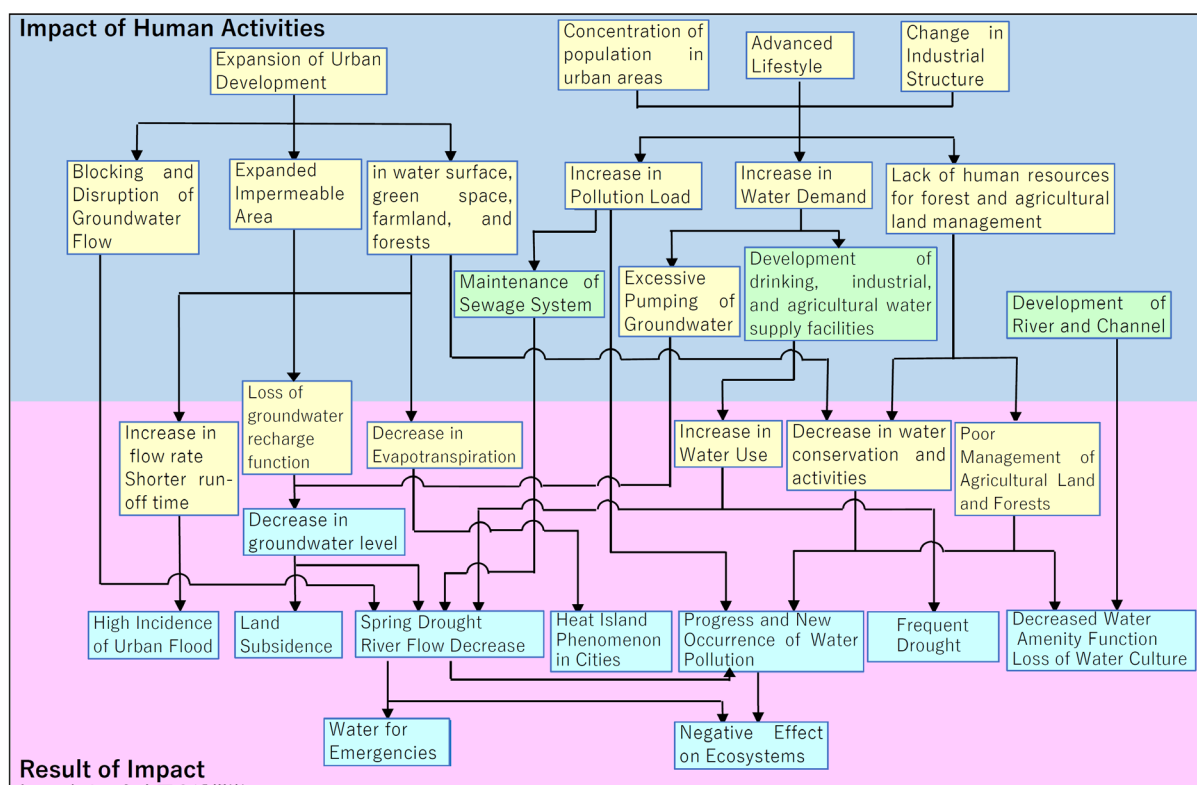 Impact of Human Activities
Expansion of Urban
Development
Concentration of
population in
urban areas
Advanced
Lifestyle
Change in
Industrial
Structure
Blocking and
Disruption of
Groundwater
Flow
Expanded
Impermeable
Area
in water surface,
green space,
farmland, and
forests
Increase in
Pollution Load
Increase in
Water Demand
Lack of human resources
for forest and agricultural
land management
Maintenance of
Sewage System
Excessive
Pumping of
Groundwater
Development of
drinking, industrial,
and agricultural water
supply facilities
Development of
River and Channel
Loss of
groundwater
recharge
function
Increase in
flow rate
Shorter run-
off time
Decrease in
Evapotranspiration
Increase in
Water Use
Decrease in water
conservation and
activities
Poor
Management of
Agricultural Land
and Forests
Decrease in
groundwater level
High Incidence
of Urban Flood
Land
Subsidence
Spring Drought
River Flow Decrease
Heat Island
Phenomenon
in Cities
Progress and New
Occurrence of Water
Pollution
Frequent
Drought
Decreased Water
Amenity Function
Loss of Water Culture
Water for
Emergencies
Negative Effect
on Ecosystems
Result of Impact